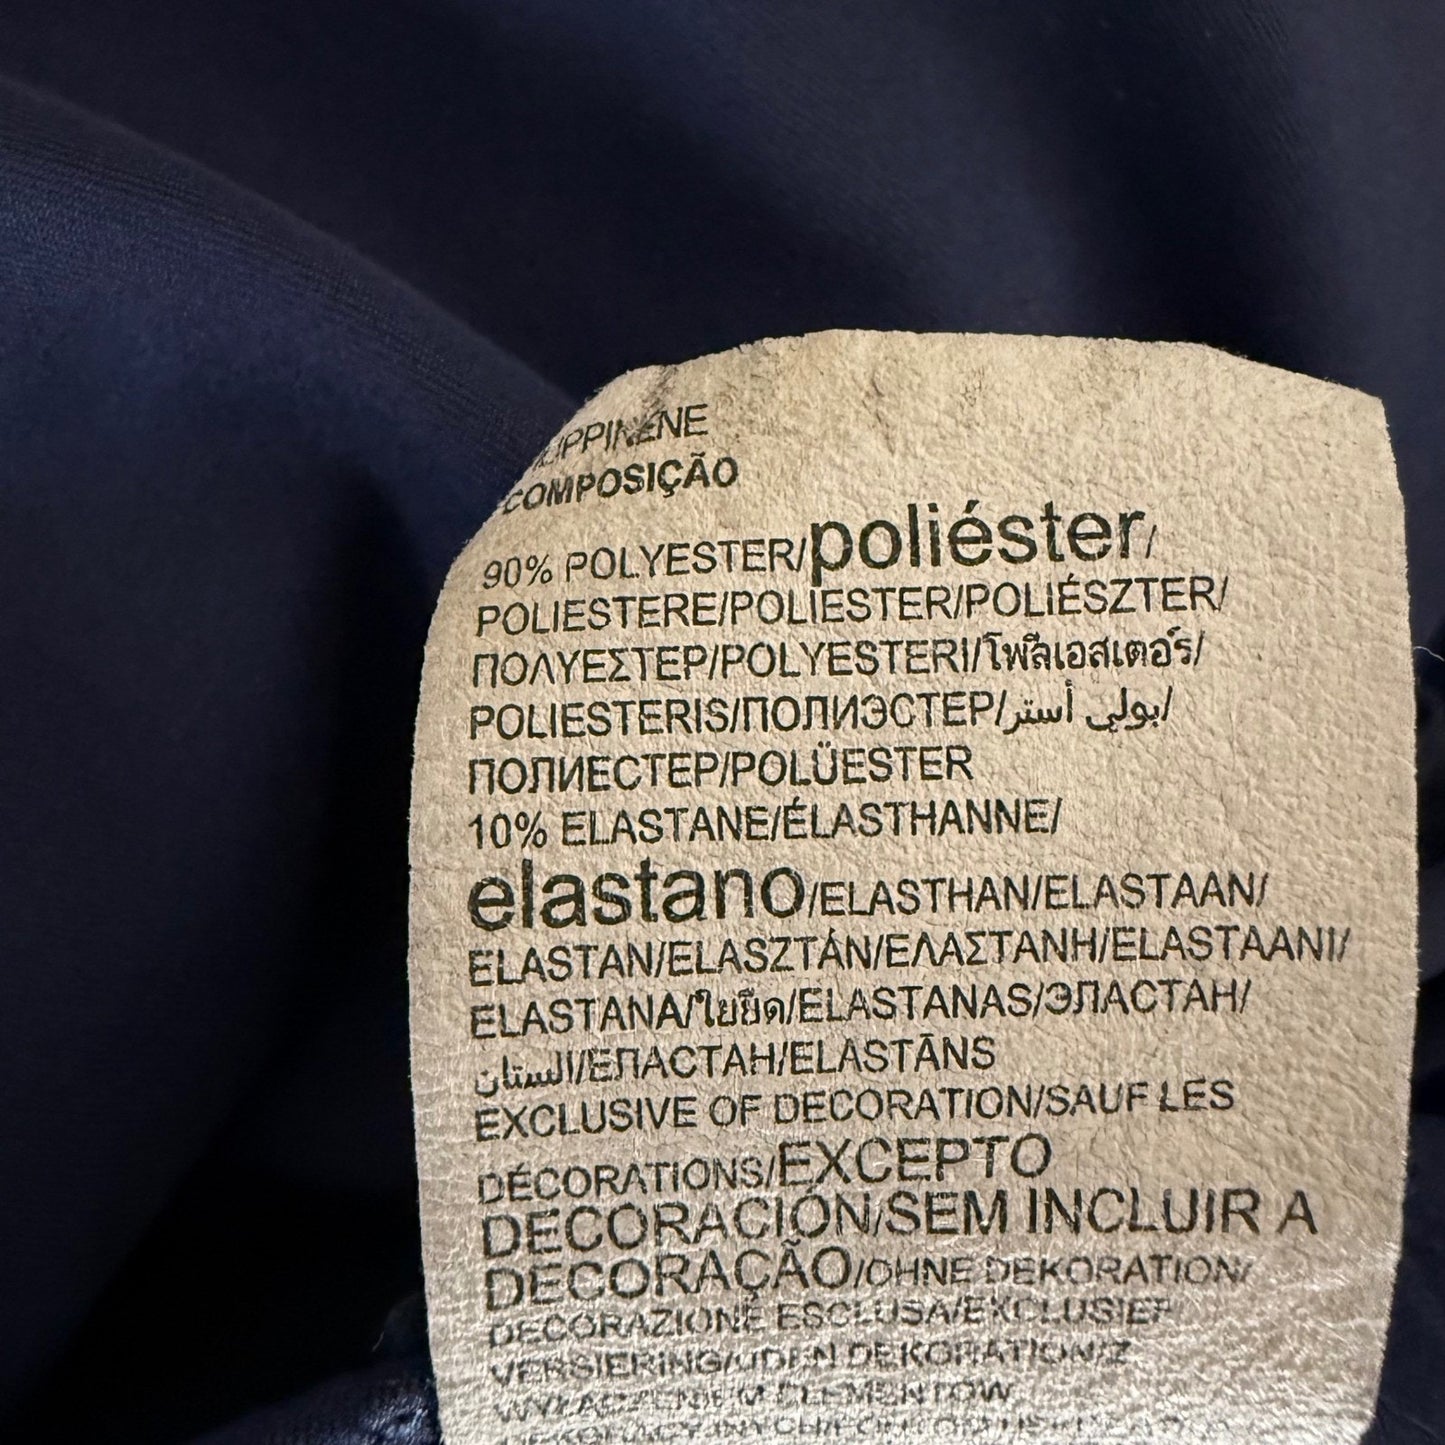 COMPOSIÇÃO
90% POLYESTER/poliéster/
POLIESTERE/POLIESTER/POLIÉSZTER/
ΠΟΛΥΕΣΤΕΡ/POLYESTERI/โพลีเอสเตอร์/
POLIESTERIS/ПОЛИЭСТЕР/بولي أستر/
ПОЛИЕСТЕР/POLÜESTER
10% ELASTANE/ÉLASTHANNE/
elastano/ELASTHAN/ELASTAAN/
ELASTAN/ELASZTÁN/ΕΛΑΣΤΑΝΗ/ELASTAANI/
ELASTANA/ใยยืด/ELASTANAS/ЭЛАСТАН/
الستان/ЕЛАСТАН/ELASTĀNS
EXCLUSIVE OF DECORATION/SAUF LES
DÉCORATIONS/EXCEPTO
DECORACIÓN/SEM INCLUIR A
DECORAÇÃO/OHNE DEKORATION/
DECORAZIONE ESCLUSA/EXCLUSIEF
VERSIERING/UDEN DEKORATION/Z